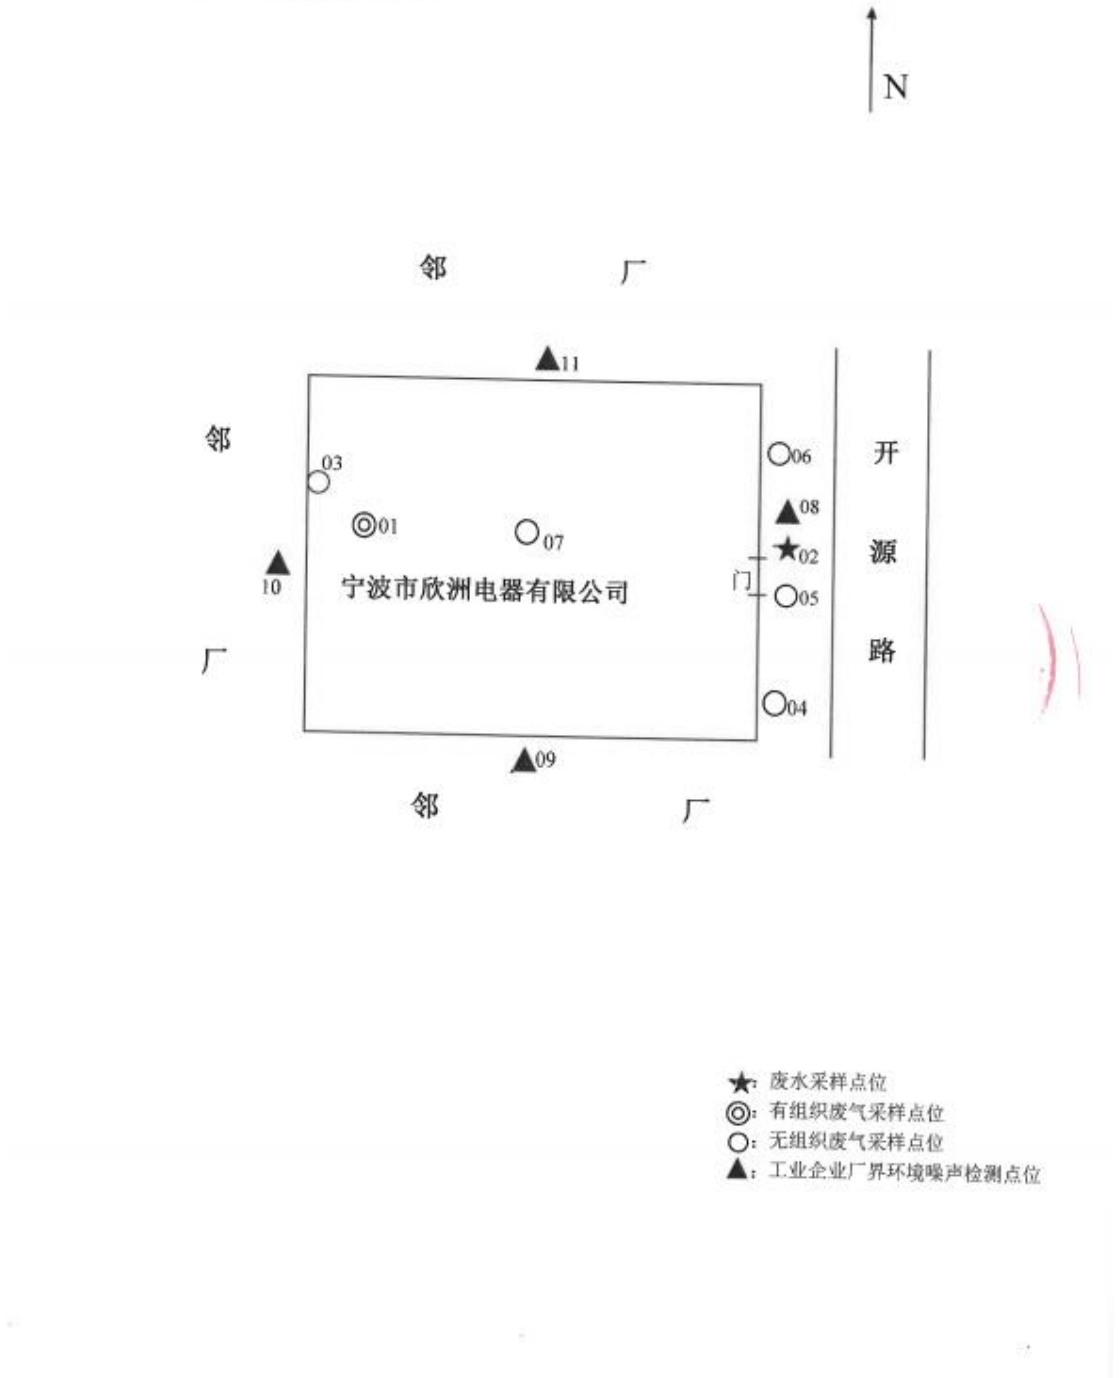 N
邻 厂
11
邻
03
06
开
01
07
08
源
02
10
宁波市欣洲电器有限公司
门
05
厂
路
04
09
邻 厂
★：废水采样点位
◎：有组织废气采样点位
○：无组织废气采样点位
▲：工业企业厂界环境噪声检测点位